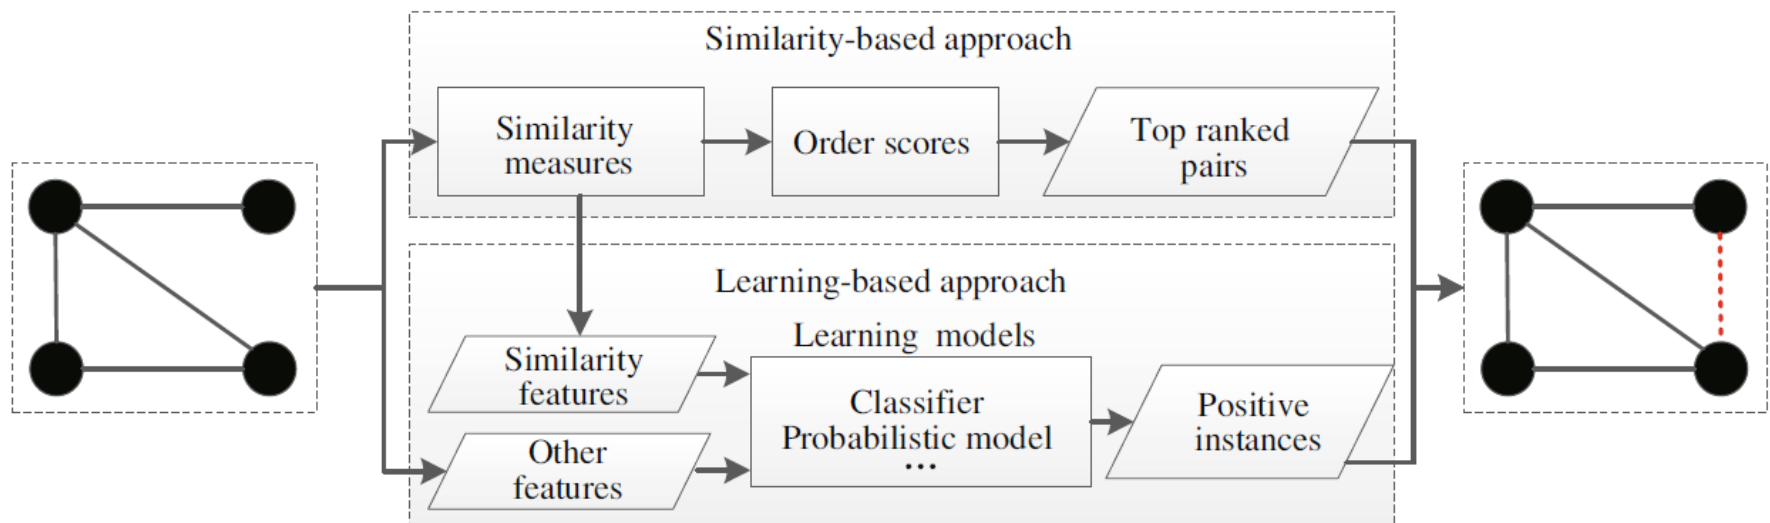 Similarity-based approach
Similarity
measures
Order scores
Top ranked
pairs
Learning-based approach
Learning models
Similarity
features
Other
features
Classifier
Probabilistic model
...
Positive
instances